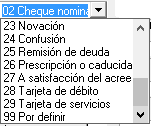 02 Cheque nomina
23 Novación
24 Confusión
25 Remisión de deuda
26 Prescripción o caducida
27 A satisfacción del acree
28 Tarjeta de débito
29 Tarjeta de servicios
99 Por definir